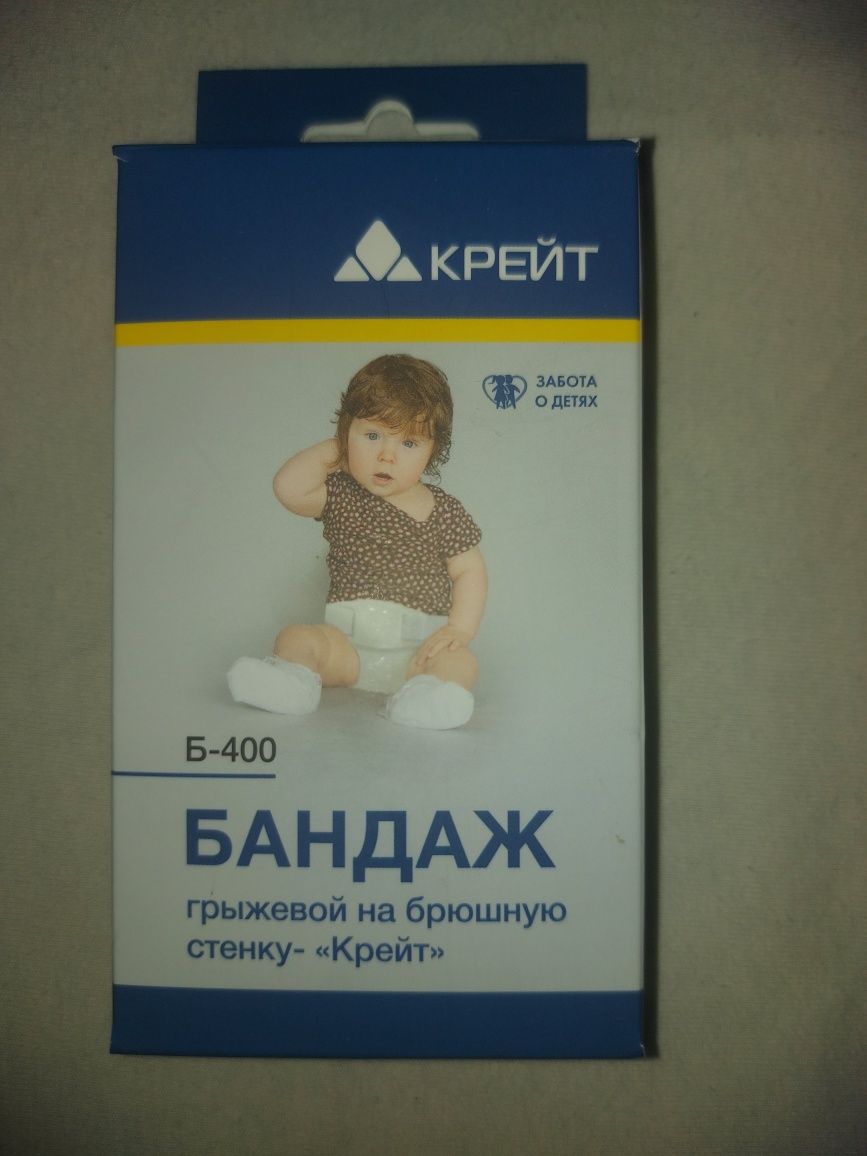 КРЕЙТ
ЗАБОТА
О ДЕТЯХ
Б-400
БАНДАЖ
грыжевой на брюшную
стенку- «Крейт»